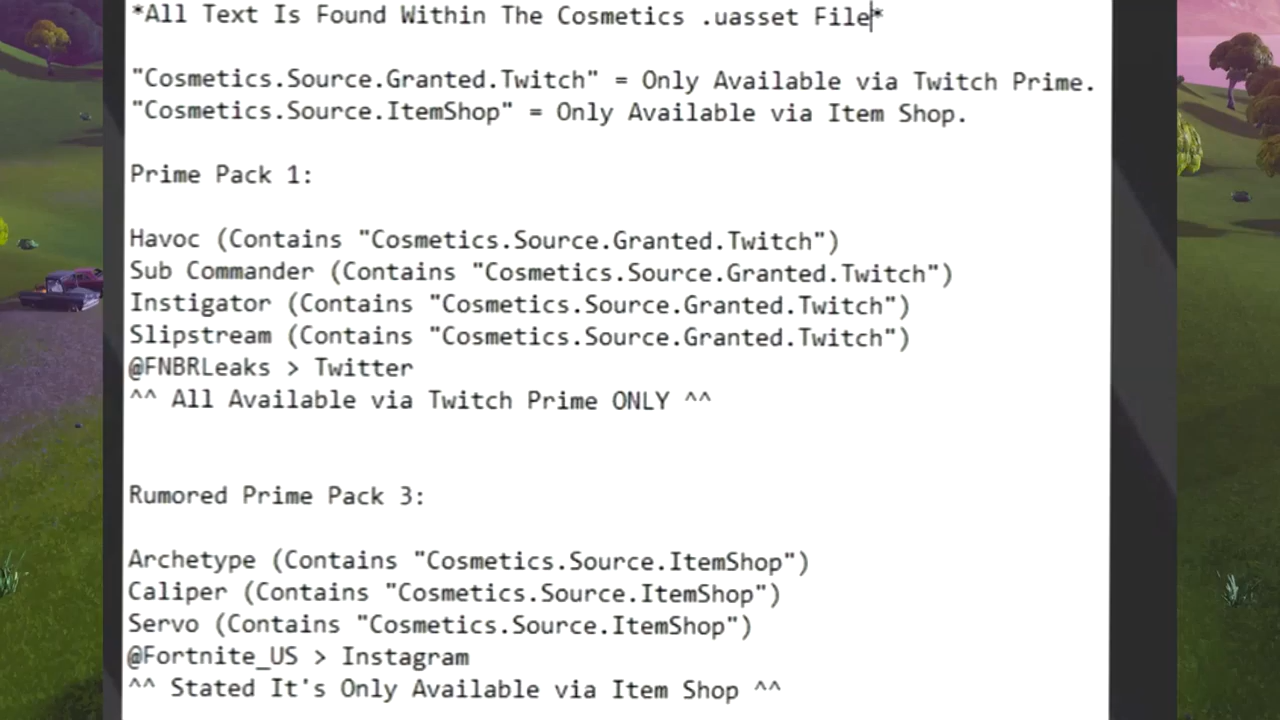 *All Text Is Found Within The Cosmetics .uasset File*
"Cosmetics.Source.Granted.Twitch" = Only Available via Twitch Prime.
"Cosmetics.Source.ItemShop" = Only Available via Item Shop.
Prime Pack 1:
Havoc (Contains "Cosmetics.Source.Granted.Twitch")
Sub Commander (Contains "Cosmetics.Source.Granted.Twitch")
Instigator (Contains "Cosmetics.Source.Granted.Twitch")
Slipstream (Contains "Cosmetics.Source.Granted.Twitch")
@FNBRLeaks > Twitter
^^ All Available via Twitch Prime ONLY ^^
Rumored Prime Pack 3:
Archetype (Contains "Cosmetics.Source.ItemShop")
Caliper (Contains "Cosmetics.Source.ItemShop")
Servo (Contains "Cosmetics.Source.ItemShop")
@Fortnite_US > Instagram
^^ Stated It's Only Available via Item Shop ^^